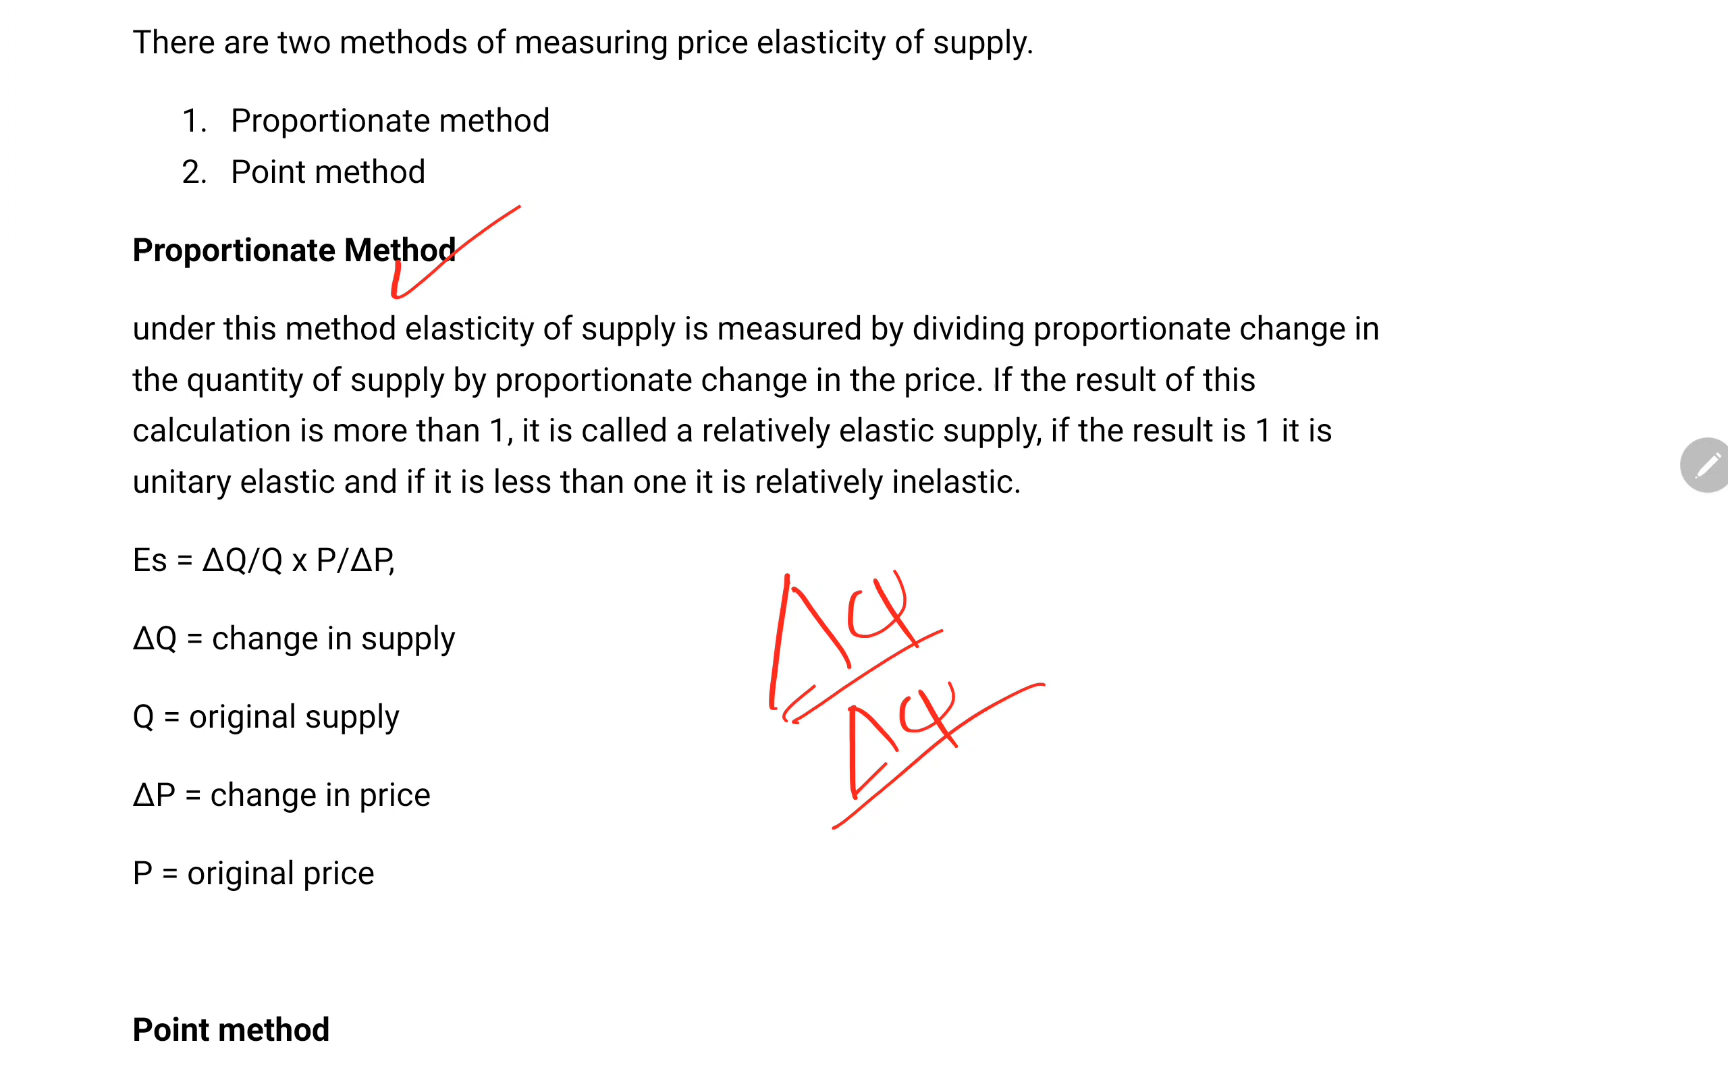 There are two methods of measuring price elasticity of supply.
1. Proportionate method
2. Point method
Proportionate Method
under this method elasticity of supply is measured by dividing proportionate change in
the quantity of supply by proportionate change in the price. If the result of this
calculation is more than 1, it is called a relatively elastic supply, if the result is 1 it is
unitary elastic and if it is less than one it is relatively inelastic.
Es = ΔQ/Q x P/ΔP,
ΔQ = change in supply
Q = original supply
ΔP = change in price
P = original price
Point method